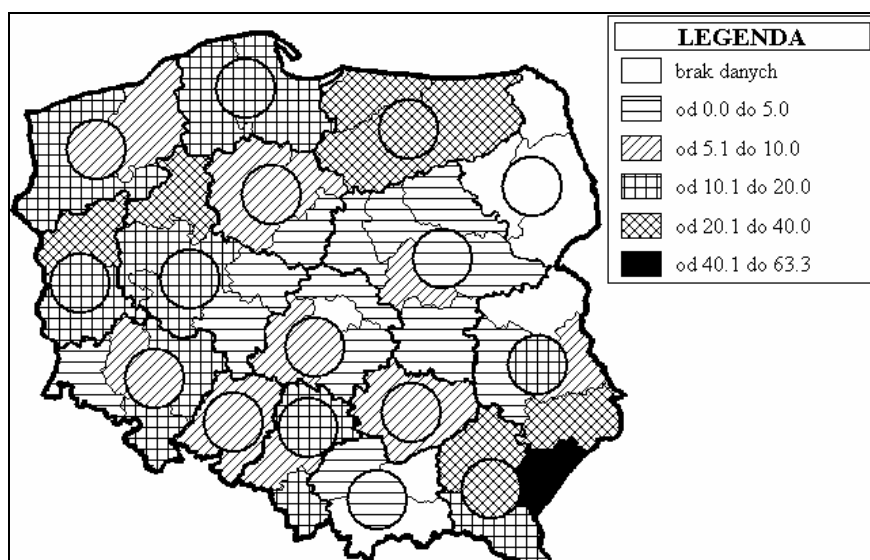 LEGENDA
brak danych
od 0.0 do 5.0
od 5.1 do 10.0
od 10.1 do 20.0
od 20.1 do 40.0
od 40.1 do 63.3